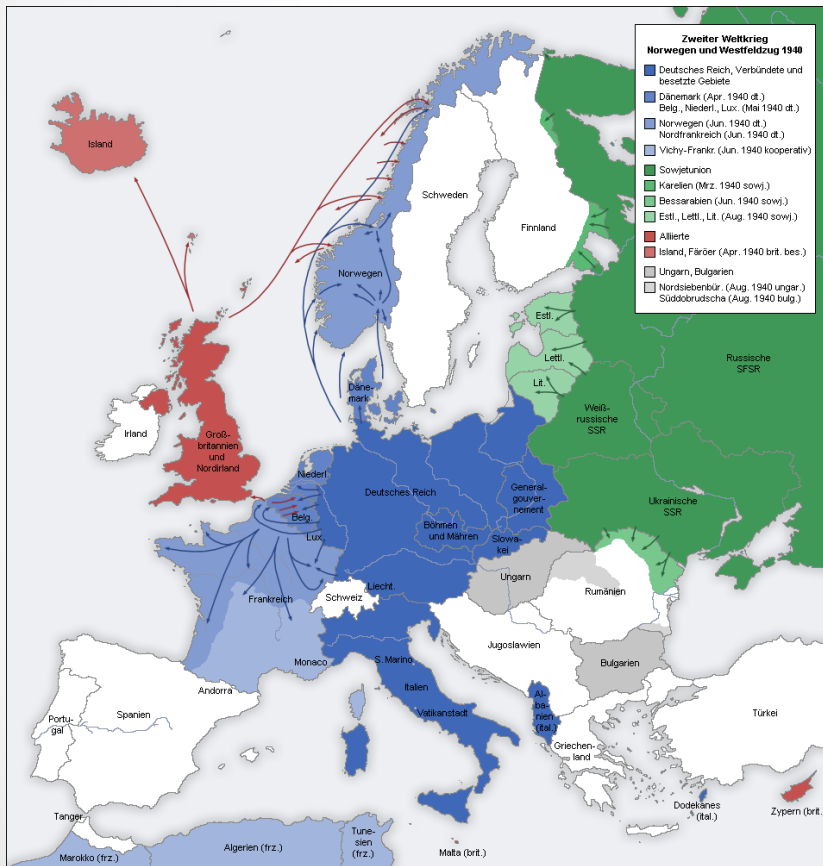 Zweiter Weltkrieg
Norwegen und Westfeldzug 1940
Deutsches Reich, Verbündete und
besetzte Gebiete
Dänemark (Apr. 1940 dt.)
Belg., Niederl., Lux. (Mai 1940 dt.)
Norwegen (Jun. 1940 dt.)
Nordfrankreich (Jun. 1940 dt.)
Vichy-Frankr. (Jun. 1940 kooperativ)
Sowjetunion
Karelien (Mrz. 1940 sowj.)
Bessarabien (Jun. 1940 sowj.)
Estl., Lettl., Lit. (Aug. 1940 sowj.)
Alliierte
Island, Färöer (Apr. 1940 brit. bes.)
Ungarn, Bulgarien
Nordsiebenbür. (Aug. 1940 ungar.)
Süddobrudscha (Aug. 1940 bulg.)
Island
Schweden
Finnland
Norwegen
Estl.
Lettl.
Lit.
Russische
SFSR
Däne-
mark
Weiß-
russische
SSR
Irland
Groß-
britannien
und
Nordirland
Niederl.
Deutsches Reich
General-
gouver-
nement
Ukrainische
SSR
Belg.
Böhmen
und Mähren
Slowa-
kei
Lux.
Ungarn
Liecht.
Schweiz
Frankreich
Rumänien
Jugoslawien
Monaco
S. Marino
Bulgarien
Andorra
Italien
Al-
ba-
nien
(ital.)
Vatikanstadt
Portu-
gal
Spanien
Türkei
Griechen-
land
Dodekanes
(ital.)
Zypern (brit.)
Tanger
Marokko (frz.)
Algerien (frz.)
Tune-
sien
(frz.)
Malta (brit.)